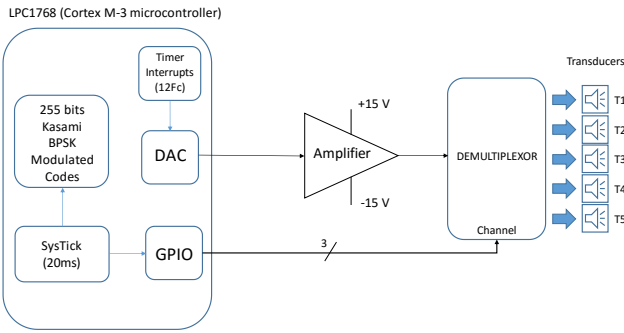 LPC1768 (Cortex M-3 microcontroller)
Timer
Interrupts
(12Fc)
255 bits
Kasami
BPSK
Modulated
Codes
DAC
SysTick
(20ms)
GPIO
+15 V
Amplifier
-15 V
3
DEMULTIPLEXOR
Channel
Transducers
T1
T2
T3
T4
T5